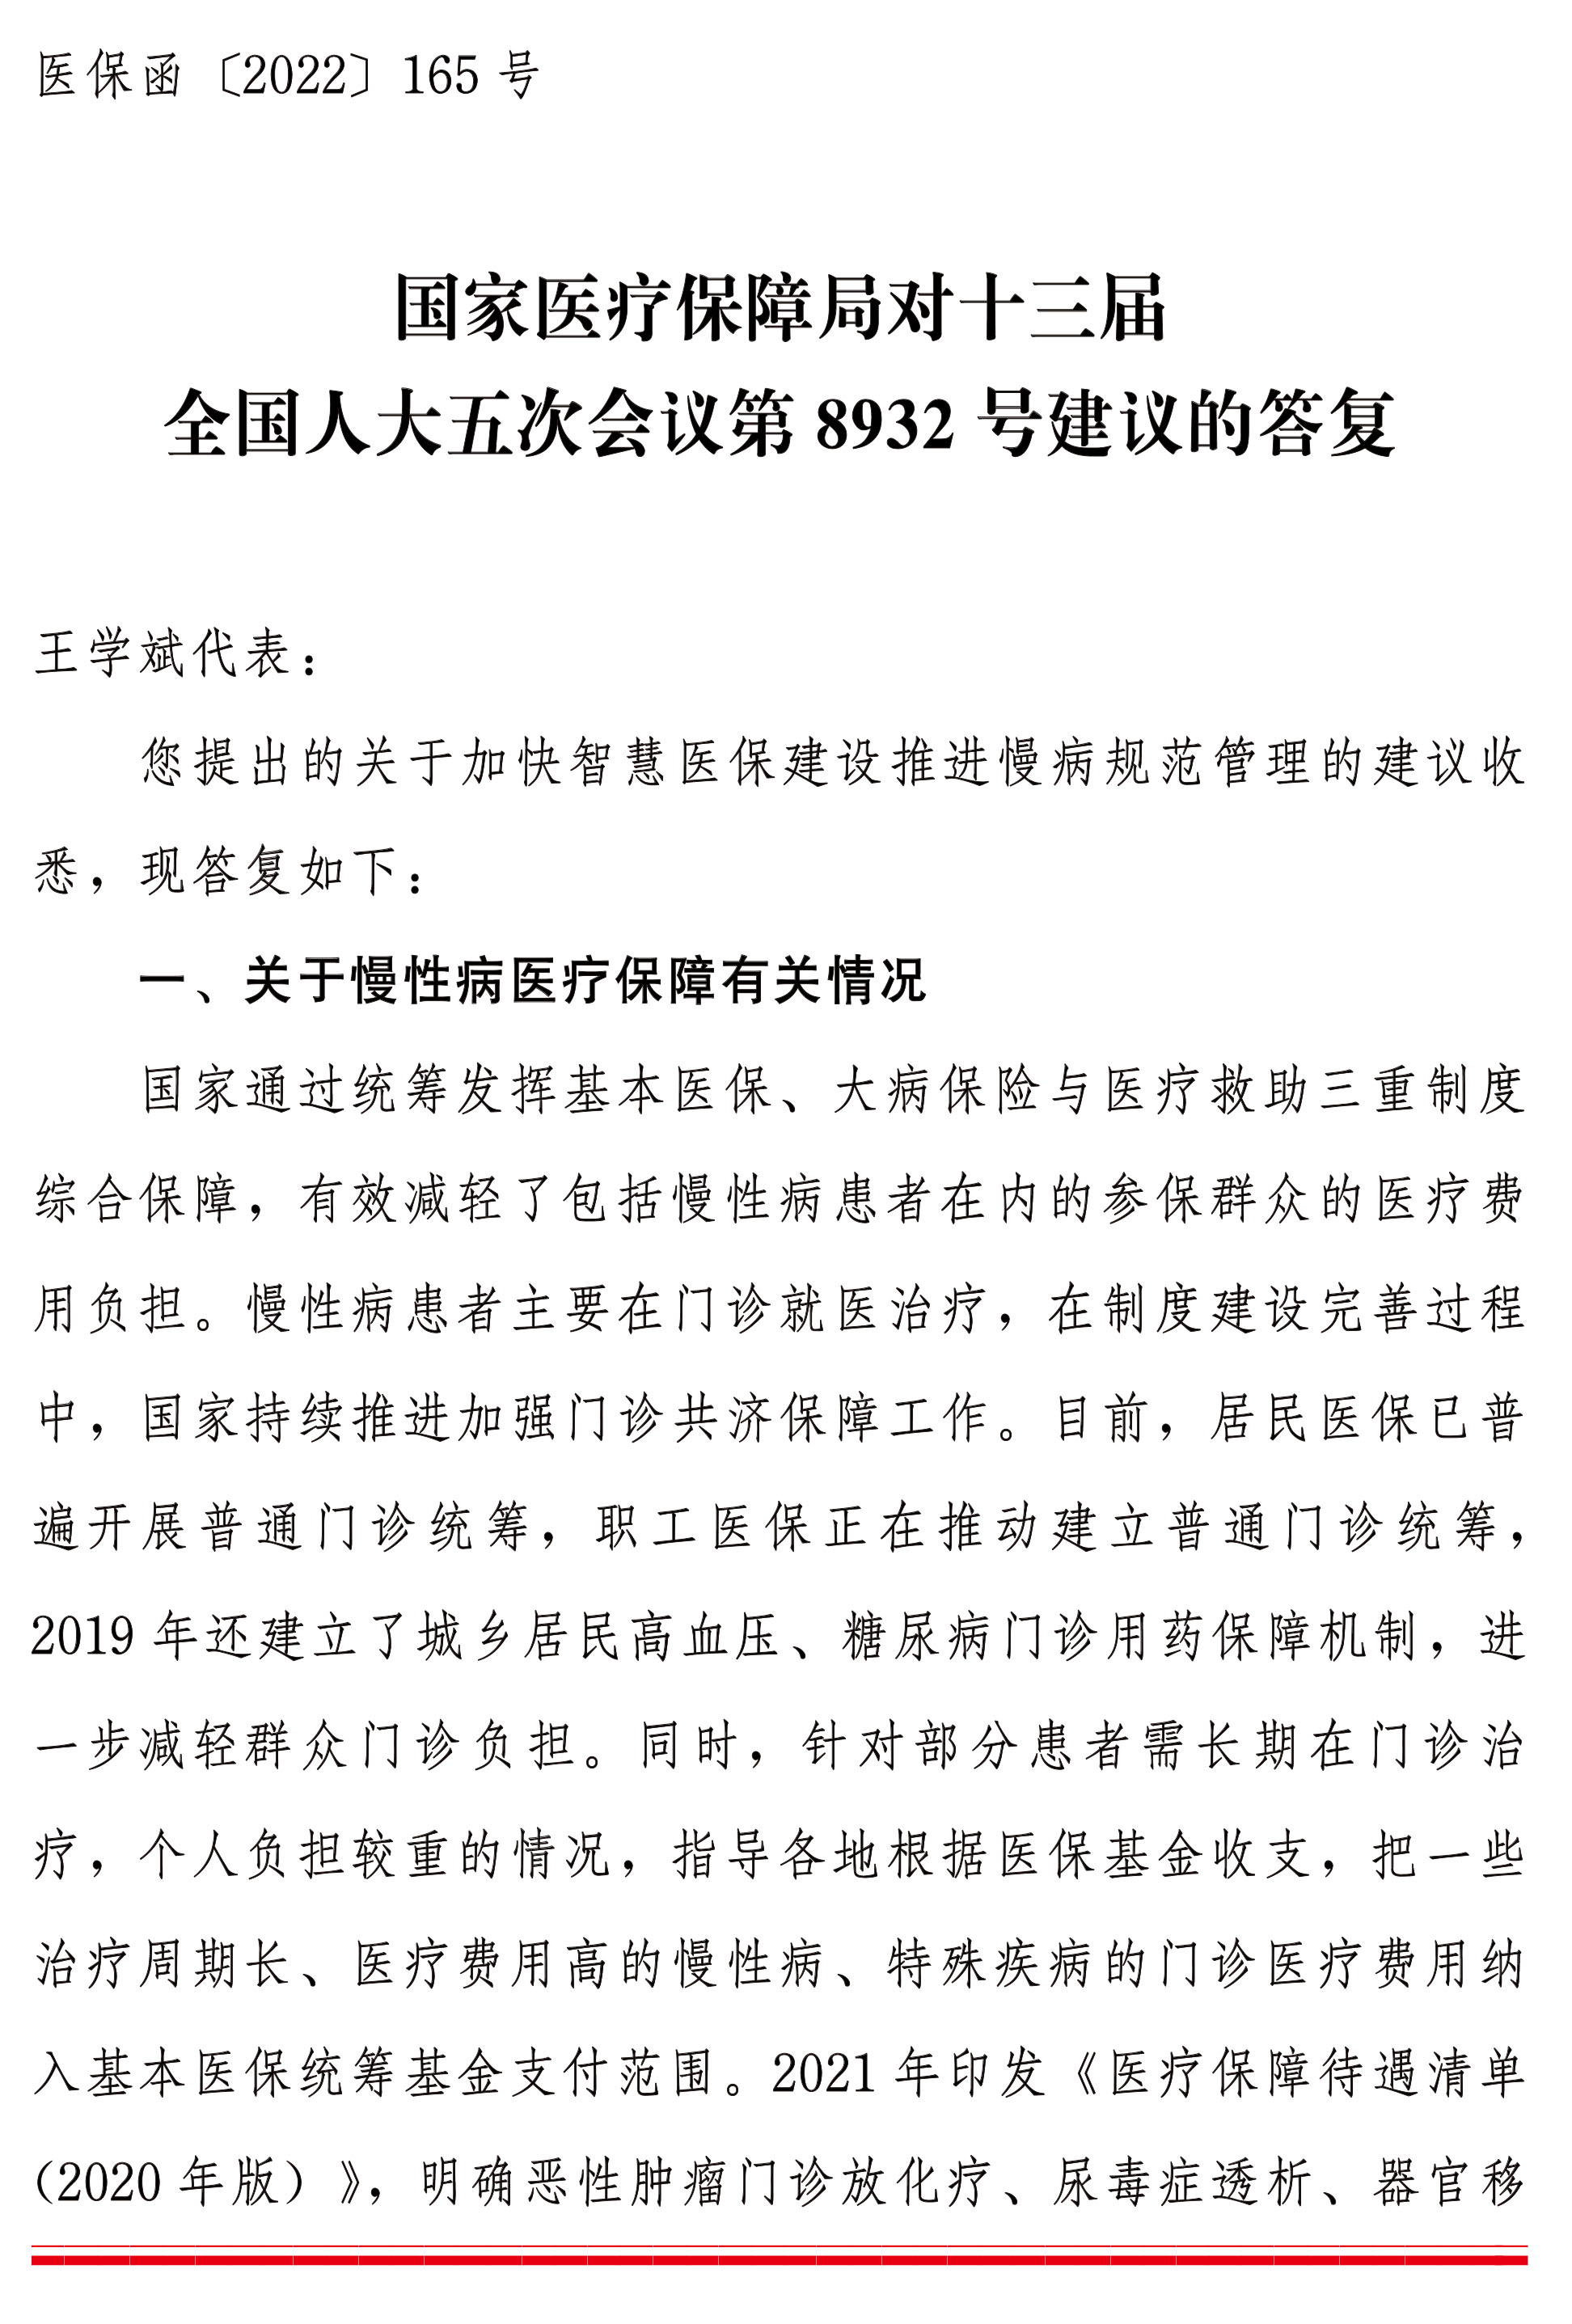 医保函〔2022〕165 号
国家医疗保障局对十三届
全国人大五次会议第 8932 号建议的答复
王学斌代表：
您提出的关于加快智慧医保建设推进慢病规范管理的建议收
悉，现答复如下：
一、关于慢性病医疗保障有关情况
国家通过统筹发挥基本医保、大病保险与医疗救助三重制度
综合保障，有效减轻了包括慢性病患者在内的参保群众的医疗费
用负担。慢性病患者主要在门诊就医治疗，在制度建设完善过程
中，国家持续推进加强门诊共济保障工作。目前，居民医保已普
遍开展普通门诊统筹，职工医保正在推动建立普通门诊统筹，
2019 年还建立了城乡居民高血压、糖尿病门诊用药保障机制，进
一步减轻群众门诊负担。同时，针对部分患者需长期在门诊治
疗，个人负担较重的情况，指导各地根据医保基金收支，把一些
治疗周期长、医疗费用高的慢性病、特殊疾病的门诊医疗费用纳
入基本医保统筹基金支付范围。2021 年印发《医疗保障待遇清单
（2020 年版）》，明确恶性肿瘤门诊放化疗、尿毒症透析、器官移